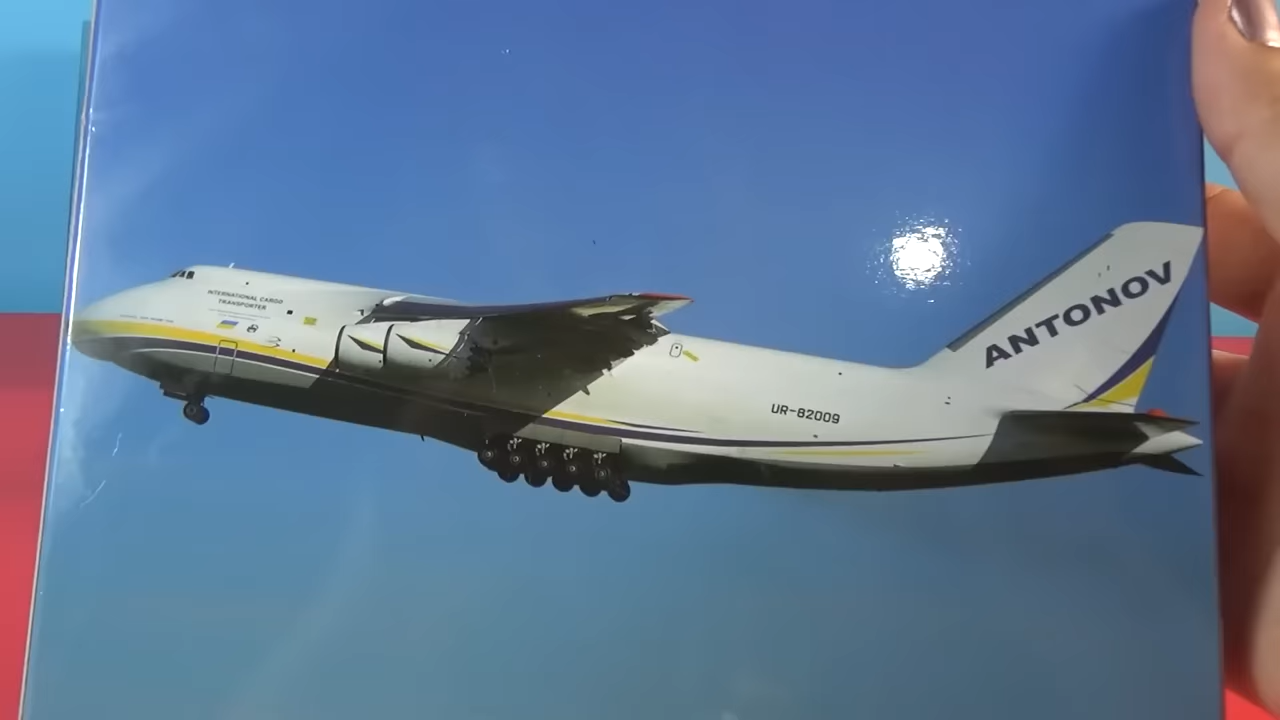 INTERNATIONAL CARGO
TRANSPORTER
ANTONOV
UR-82009